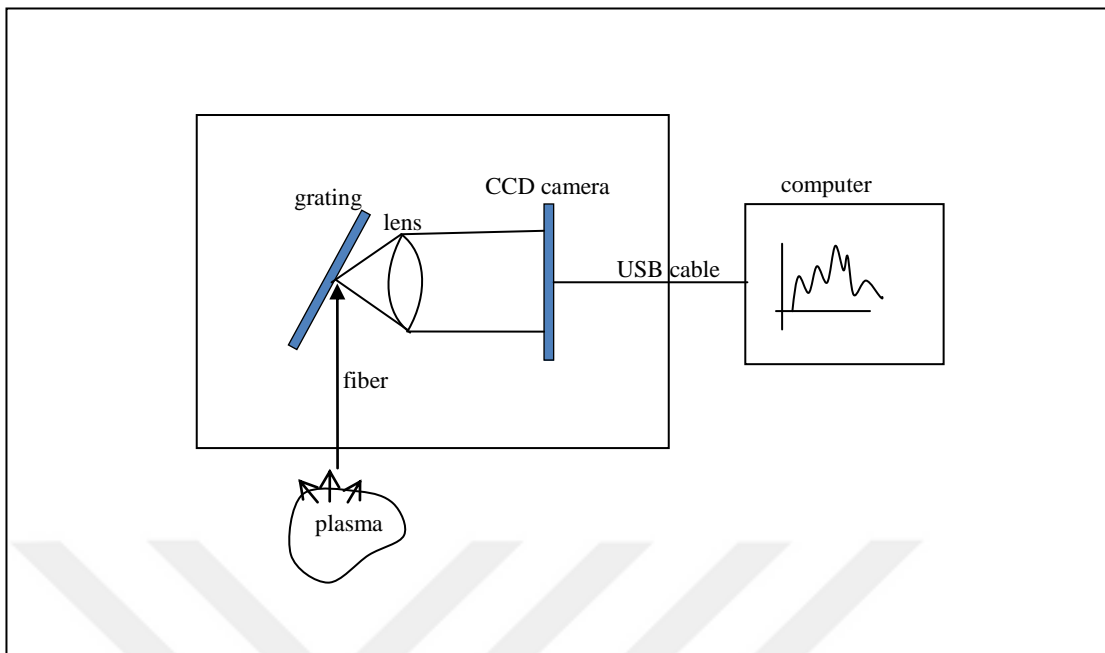 CCD camera
computer
grating
lens
USB cable
fiber
plasma